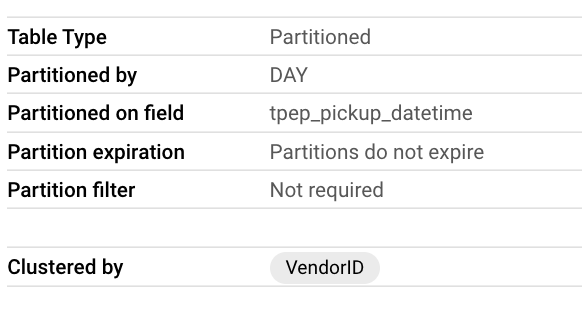 Table Type Partitioned
Partitioned by DAY
Partitioned on field tpep_pickup_datetime
Partition expiration Partitions do not expire
Partition filter Not required
Clustered by VendorID